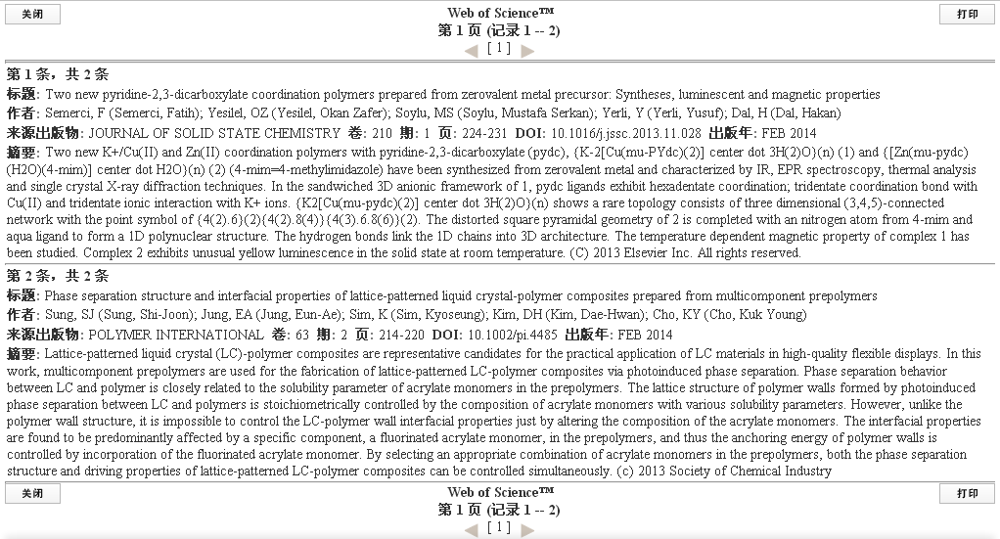 关闭 Web of Science™ 打印
第 1 页 (记录 1 -- 2)
[ 1 ]
第 1 条，共 2 条
标题: Two new pyridine-2,3-dicarboxylate coordination polymers prepared from zerovalent metal precursor: Syntheses, luminescent and magnetic properties
作者: Semerci, F (Semerci, Fatih); Yesilel, OZ (Yesilel, Okan Zafer); Soylu, MS (Soylu, Mustafa Serkan); Yerli, Y (Yerli, Yusuf); Dal, H (Dal, Hakan)
来源出版物: JOURNAL OF SOLID STATE CHEMISTRY 卷: 210 期: 1 页: 224-231 DOI: 10.1016/j.jssc.2013.11.028 出版年: FEB 2014
摘要: Two new K+/Cu(II) and Zn(II) coordination polymers with pyridine-2,3-dicarboxylate (pydc), {K-2[Cu(mu-PYdc)(2)] center dot 3H(2)O}(n) (1) and {[Zn(mu-pydc)
(H2O)(4-mim)] center dot H2O}(n) (2) (4-mim=4-methylimidazole) have been synthesized from zerovalent metal and characterized by IR, EPR spectroscopy, thermal analysis
and single crystal X-ray diffraction techniques. In the sandwiched 3D anionic framework of 1, pydc ligands exhibit hexadentate coordination; tridentate coordination bond with
Cu(II) and tridentate ionic interaction with K+ ions. {K2[Cu(mu-pydc)(2)] center dot 3H(2)O}(n) shows a rare topology consists of three dimensional (3,4,5)-connected
network with the point symbol of {4(2).6}(2){4(2).8(4)}{4(3).6.8(6)}(2). The distorted square pyramidal geometry of 2 is completed with an nitrogen atom from 4-mim and
aqua ligand to form a 1D polynuclear structure. The hydrogen bonds link the 1D chains into 3D architecture. The temperature dependent magnetic property of complex 1 has
been studied. Complex 2 exhibits unusual yellow luminescence in the solid state at room temperature. (C) 2013 Elsevier Inc. All rights reserved.
第 2 条，共 2 条
标题: Phase separation structure and interfacial properties of lattice-patterned liquid crystal-polymer composites prepared from multicomponent prepolymers
作者: Sung, SJ (Sung, Shi-Joon); Jung, EA (Jung, Eun-Ae); Sim, K (Sim, Kyoseung); Kim, DH (Kim, Dae-Hwan); Cho, KY (Cho, Kuk Young)
来源出版物: POLYMER INTERNATIONAL 卷: 63 期: 2 页: 214-220 DOI: 10.1002/pi.4485 出版年: FEB 2014
摘要: Lattice-patterned liquid crystal (LC)-polymer composites are representative candidates for the practical application of LC materials in high-quality flexible displays. In this
work, multicomponent prepolymers are used for the fabrication of lattice-patterned LC-polymer composites via photoinduced phase separation. Phase separation behavior
between LC and polymer is closely related to the solubility parameter of acrylate monomers in the prepolymers. The lattice structure of polymer walls formed by photoinduced
phase separation between LC and polymers is stoichiometrically controlled by the composition of acrylate monomers with various solubility parameters. However, unlike the
polymer wall structure, it is impossible to control the LC-polymer wall interfacial properties just by altering the composition of the acrylate monomers. The interfacial properties
are found to be predominantly affected by a specific component, a fluorinated acrylate monomer, in the prepolymers, and thus the anchoring energy of polymer walls is
controlled by incorporation of the fluorinated acrylate monomer. By selecting an appropriate combination of acrylate monomers in the prepolymers, both the phase separation
structure and driving properties of lattice-patterned LC-polymer composites can be controlled simultaneously. (c) 2013 Society of Chemical Industry
关闭 Web of Science™ 打印
第 1 页 (记录 1 -- 2)
[ 1 ]